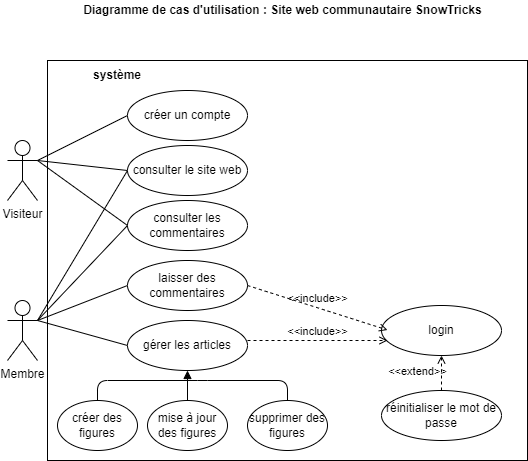 Diagramme de cas d'utilisation : Site web communautaire SnowTricks
système
créer un compte
consulter le site web
Visiteur
consulter les
commentaires
laisser des
commentaires
<<include>>
<<include>>
login
gérer les articles
Membre
<<extend>>
créer des
figures
mise à jour
des figures
supprimer des
figures
réinitialiser le mot de
passe